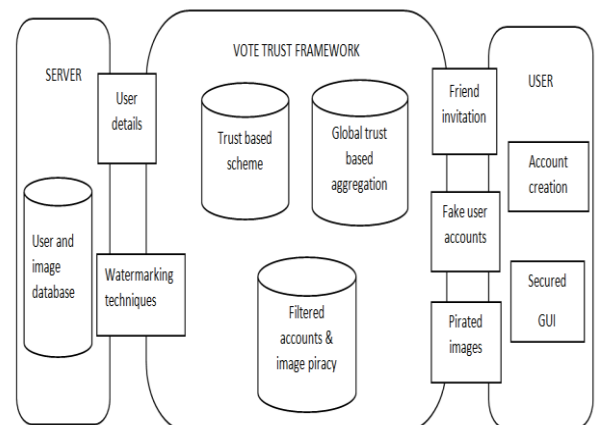 SERVER
User
details
User and
image
database
Watermarking
techniques
VOTE TRUST FRAMEWORK
Trust based
scheme
Global trust
based
aggregation
Filtered
accounts &
image piracy
Friend
invitation
Fake user
accounts
Pirated
images
USER
Account
creation
Secured
GUI